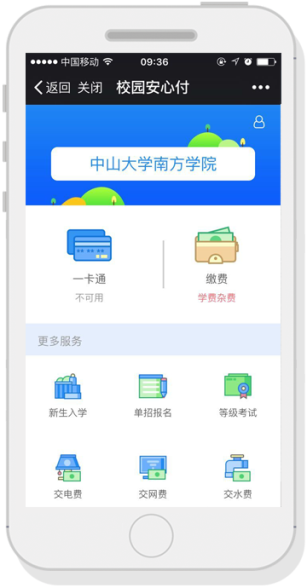 中国移动 09:36
返回 关闭 校园安心付
中山大学南方学院
一卡通 缴费
不可用 学费杂费
更多服务
新生入学 单招报名 等级考试
交电费 交网费 交水费